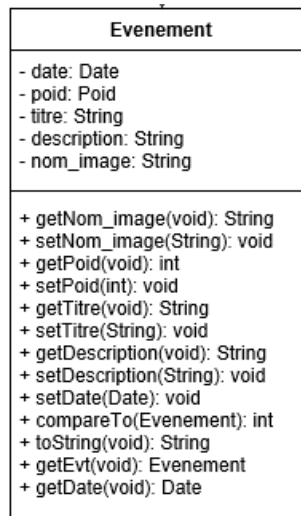 Evenement
- date: Date
- poid: Poid
- titre: String
- description: String
- nom_image: String
+ getNom_image(void): String
+ setNom_image(String): void
+ getPoid(void): int
+ setPoid(int): void
+ getTitre(void): String
+ setTitre(String): void
+ getDescription(void): String
+ setDescription(String): void
+ setDate(Date): void
+ compareTo(Evenement): int
+ toString(void): String
+ getEvt(void): Evenement
+ getDate(void): Date